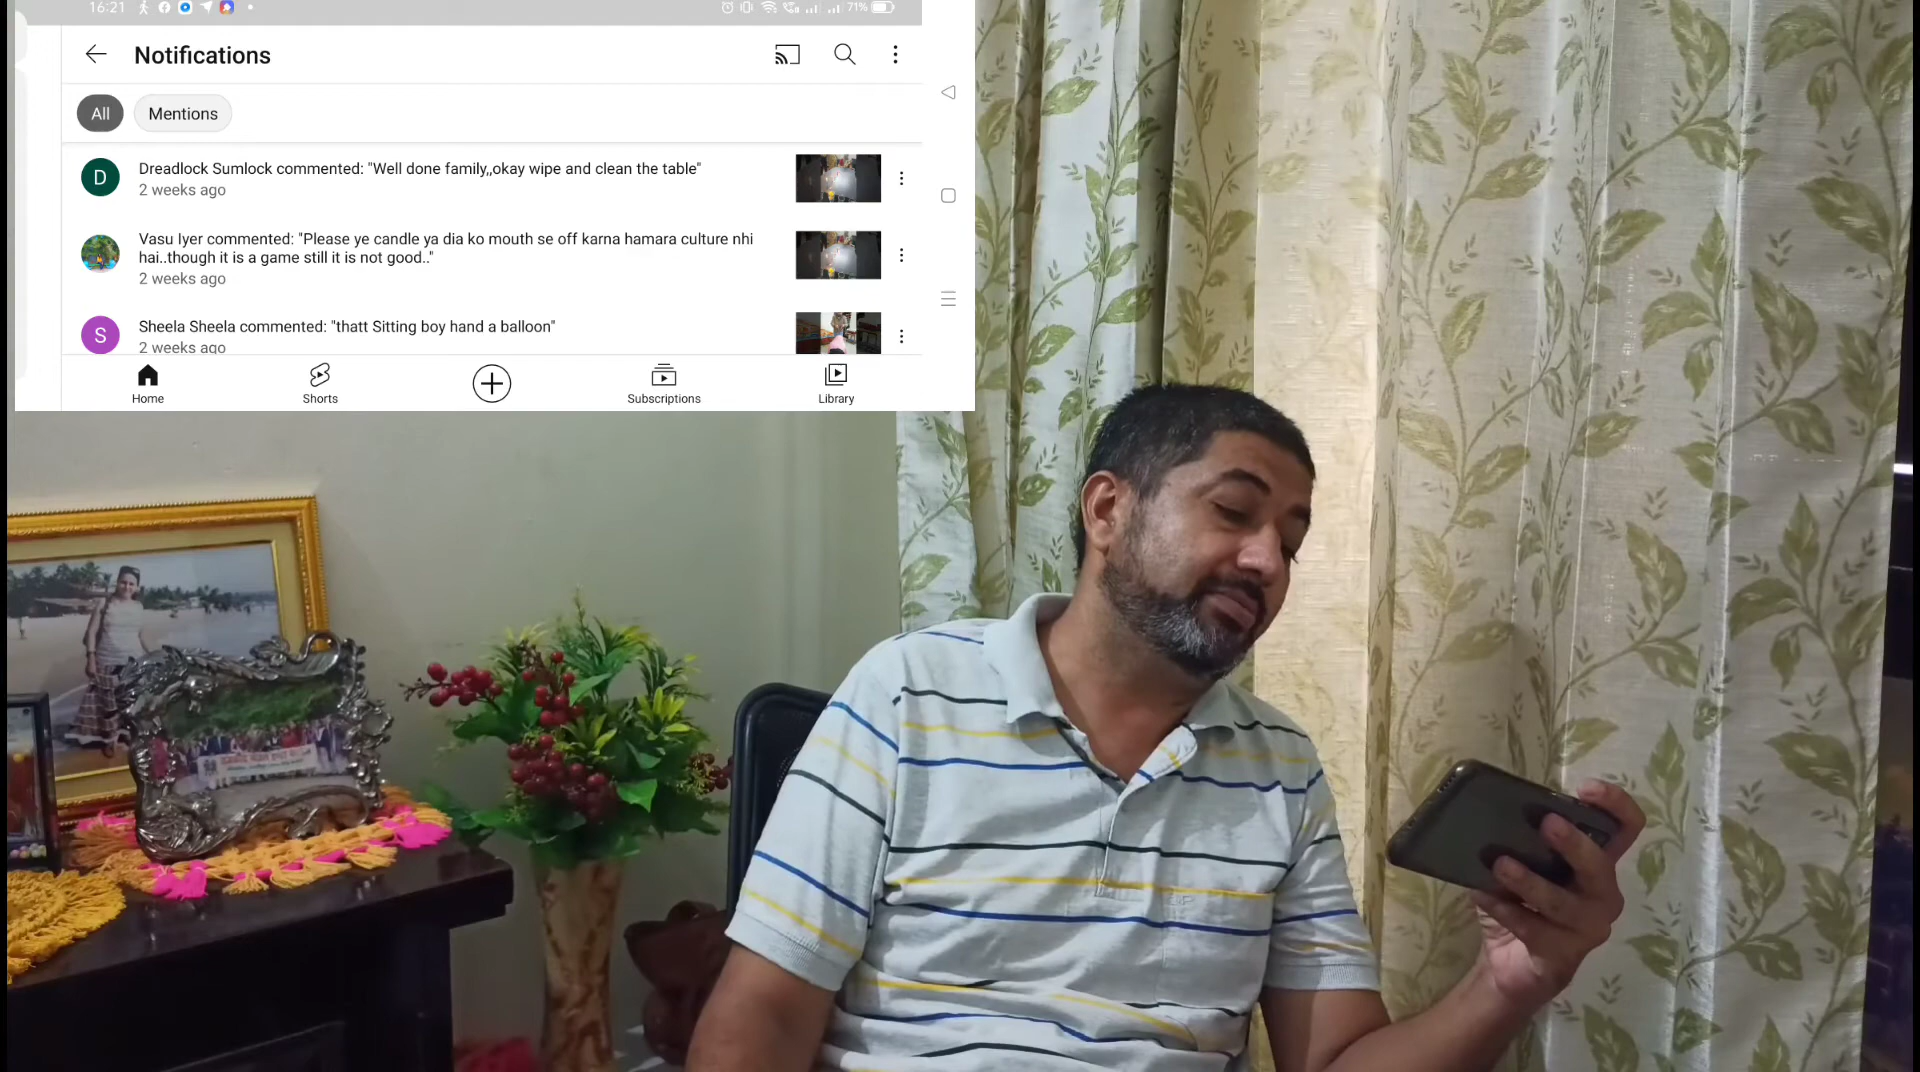 16:21
71%
Notifications
All
Mentions
Dreadlock Sumlock commented: "Well done family,,okay wipe and clean the table"
2 weeks ago
Vasu Iyer commented: "Please ye candle ya dia ko mouth se off karna hamara culture nhi
hai..though it is a game still it is not good.."
2 weeks ago
Sheela Sheela commented: "thatt Sitting boy hand a balloon"
2 weeks ago
Home
Shorts
Subscriptions
Library
D
S